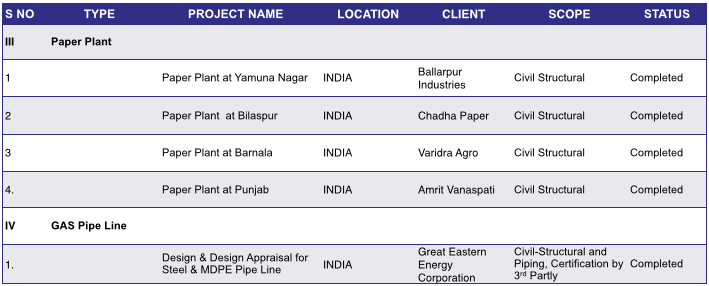 S NO TYPE PROJECT NAME LOCATION CLIENT SCOPE STATUS
III Paper Plant
1 Paper Plant at Yamuna Nagar INDIA Ballarpur Industries Civil Structural Completed
2 Paper Plant at Bilaspur INDIA Chadha Paper Civil Structural Completed
3 Paper Plant at Barnala INDIA Varidra Agro Civil Structural Completed
4. Paper Plant at Punjab INDIA Amrit Vanaspati Civil Structural Completed
IV GAS Pipe Line
1. Design & Design Appraisal for Steel & MDPE Pipe Line INDIA Great Eastern Energy Corporation Civil-Structural and Piping, Certification by 3rd Partly Completed